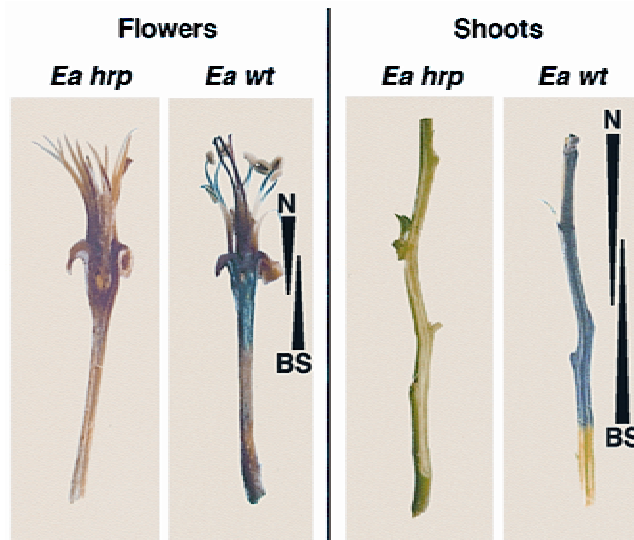 Flowers
Shoots
Ea hrp
Ea wt
Ea hrp
Ea wt
N
BS
N
BS